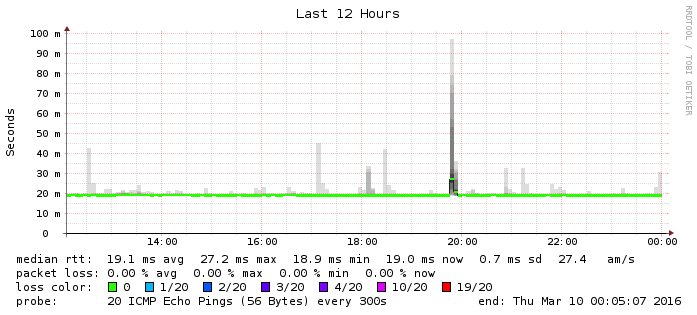 Last 12 Hours
RRDTOOL / TOBI OETIKER
Seconds
100 m
90 m
80 m
70 m
60 m
50 m
40 m
30 m
20 m
10 m
0
14:00 16:00 18:00 20:00 22:00 00:00
median rtt: 19.1 ms avg 27.2 ms max 18.9 ms min 19.0 ms now 0.7 ms sd 27.4 am/s
packet loss: 0.00 % avg 0.00 % max 0.00 % min 0.00 % now
loss color: 0 1/20 2/20 3/20 4/20 10/20 19/20
probe: 20 ICMP Echo Pings (56 Bytes) every 300s end: Thu Mar 10 00:05:07 2016